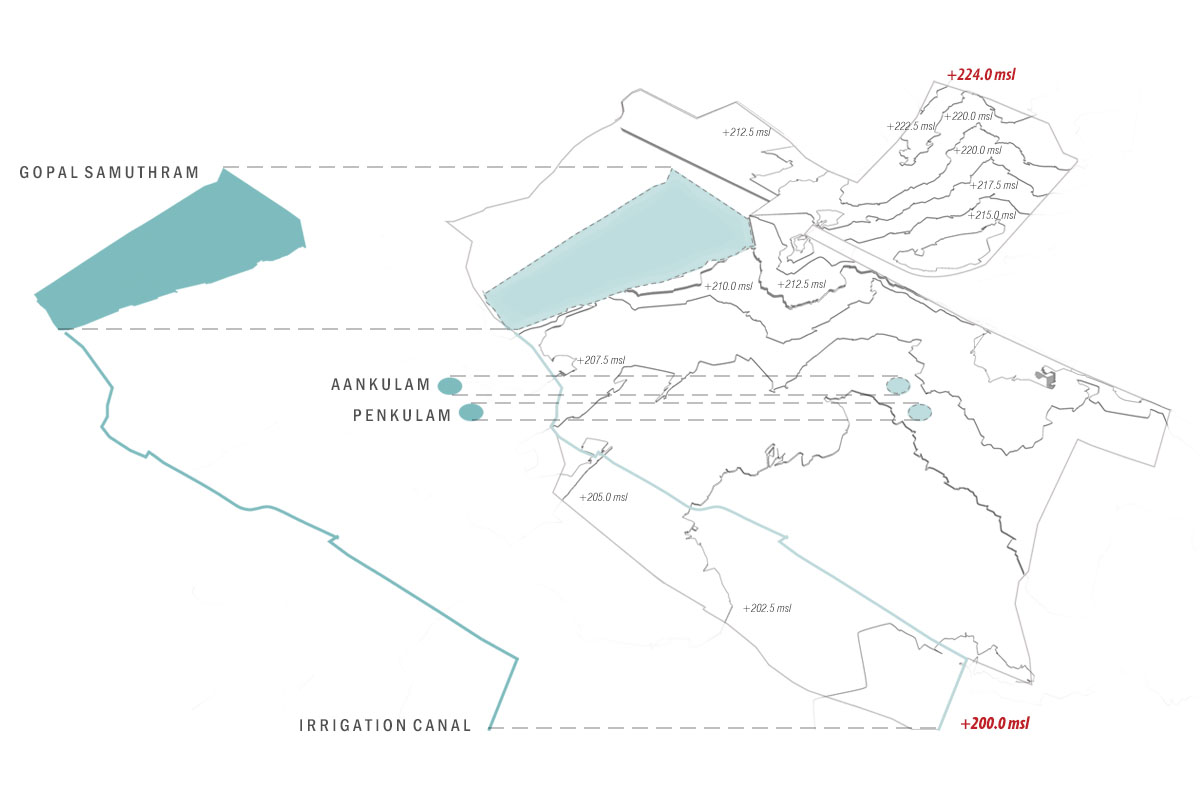 +224.0 msl
+220.0 msl
+222.5 msl
+212.5 msl
+220.0 msl
GOPAL SAMUTHRAM
+217.5 msl
+215.0 msl
+210.0 msl
+212.5 msl
+207.5 msl
AANKULAM
PENKULAM
+205.0 msl
+202.5 msl
IRRIGATION CANAL
+200.0 msl